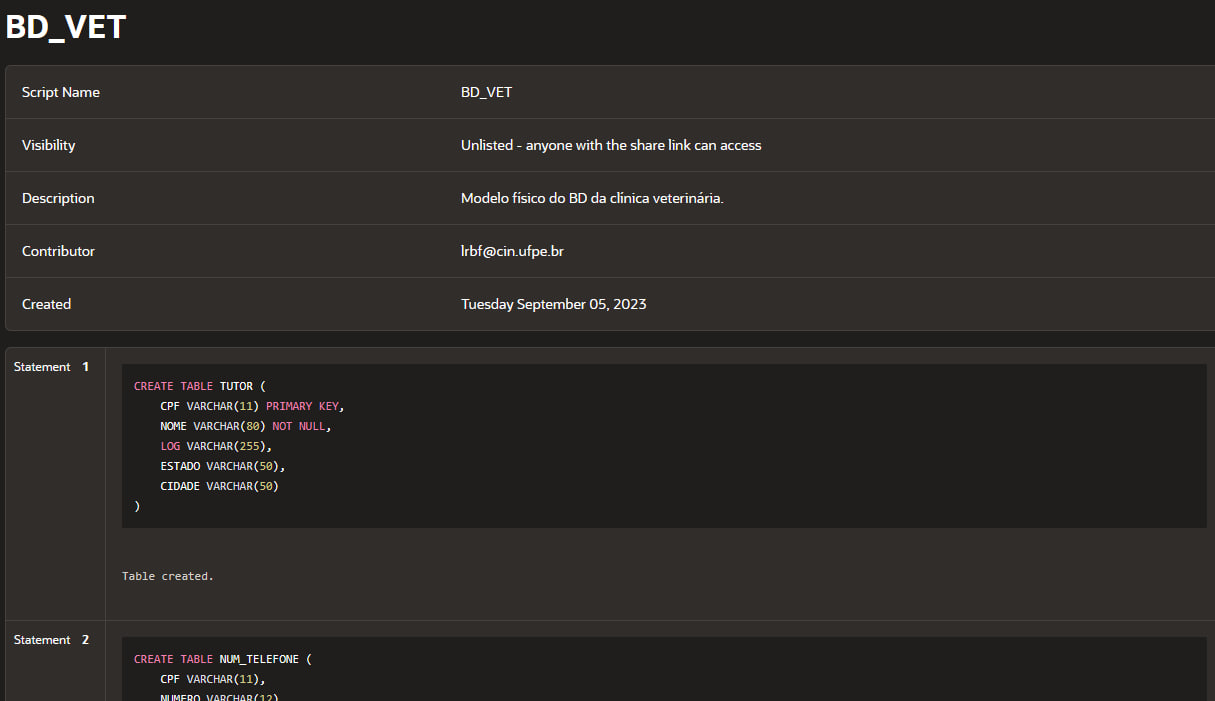 BD_VET
Script Name BD_VET
Visibility Unlisted - anyone with the share link can access
Description Modelo físico do BD da clínica veterinária.
Contributor lrbf@cin.ufpe.br
Created Tuesday September 05, 2023
Statement 1
CREATE TABLE TUTOR (
CPF VARCHAR(11) PRIMARY KEY,
NOME VARCHAR(80) NOT NULL,
LOG VARCHAR(255),
ESTADO VARCHAR(50),
CIDADE VARCHAR(50)
)
Table created.
Statement 2
CREATE TABLE NUM_TELEFONE (
CPF VARCHAR(11),
NUMERO VARCHAR(12)